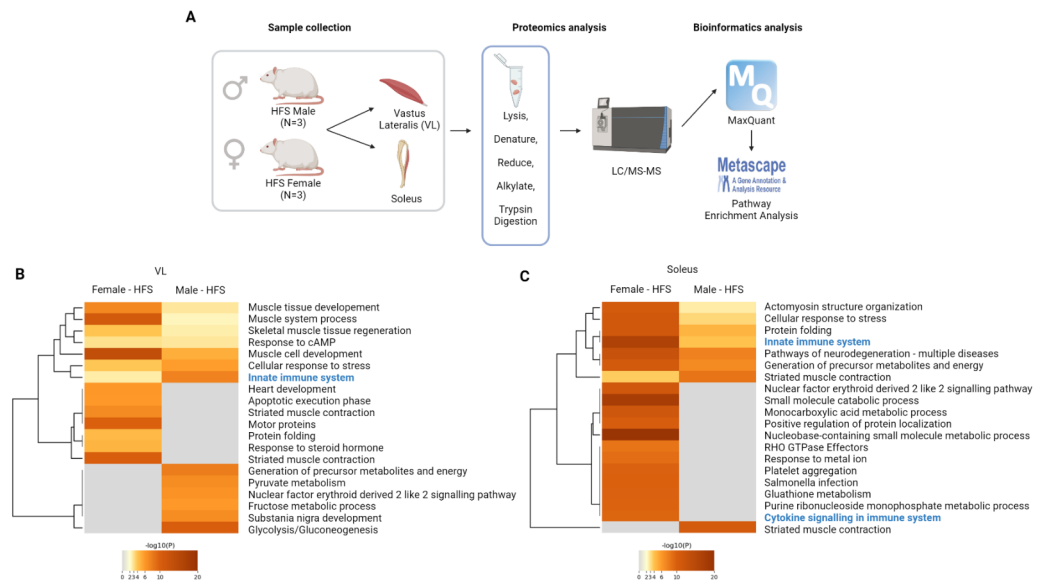 A
Sample collection
Proteomics analysis
Bioinformatics analysis
HFS Male
(N=3)
HFS Female
(N=3)
Vastus
Lateralis (VL)
Soleus
Lysis,
Denature,
Reduce,
Alkylate,
Trypsin
Digestion
LC/MS-MS
MQ
MaxQuant
Metascape
A Gene Annotation &
Analysis Resource
Pathway
Enrichment Analysis
B
VL
Female - HFS
Male - HFS
Muscle tissue developement
Muscle system process
Skeletal muscle tissue regeneration
Response to cAMP
Muscle cell development
Cellular response to stress
Innate immune system
Heart development
Apoptotic execution phase
Striated muscle contraction
Motor proteins
Protein folding
Response to steroid hormone
Striated muscle contraction
Generation of precursor metabolites and energy
Pyruvate metabolism
Nuclear factor erythroid derived 2 like 2 signalling pathway
Fructose metabolic process
Substania nigra development
Glycolysis/Gluconeogenesis
-log10(P)
0 2 3 4 6 10 20
C
Soleus
Female - HFS
Male - HFS
Actomyosin structure organization
Cellular response to stress
Protein folding
Innate immune system
Pathways of neurodegeneration - multiple diseases
Generation of precursor metabolites and energy
Striated muscle contraction
Nuclear factor erythroid derived 2 like 2 signalling pathway
Small molecule catabolic process
Monocarboxylic acid metabolic process
Positive regulation of protein localization
Nucleobase-containing small molecule metabolic process
RHO GTPase Effectors
Response to metal ion
Platelet aggregation
Salmonella infection
Gluathione metabolism
Purine ribonucleoside monophosphate metabolic process
Cytokine signalling in immune system
Striated muscle contraction
-log10(P)
0 2 3 4 6 10 20